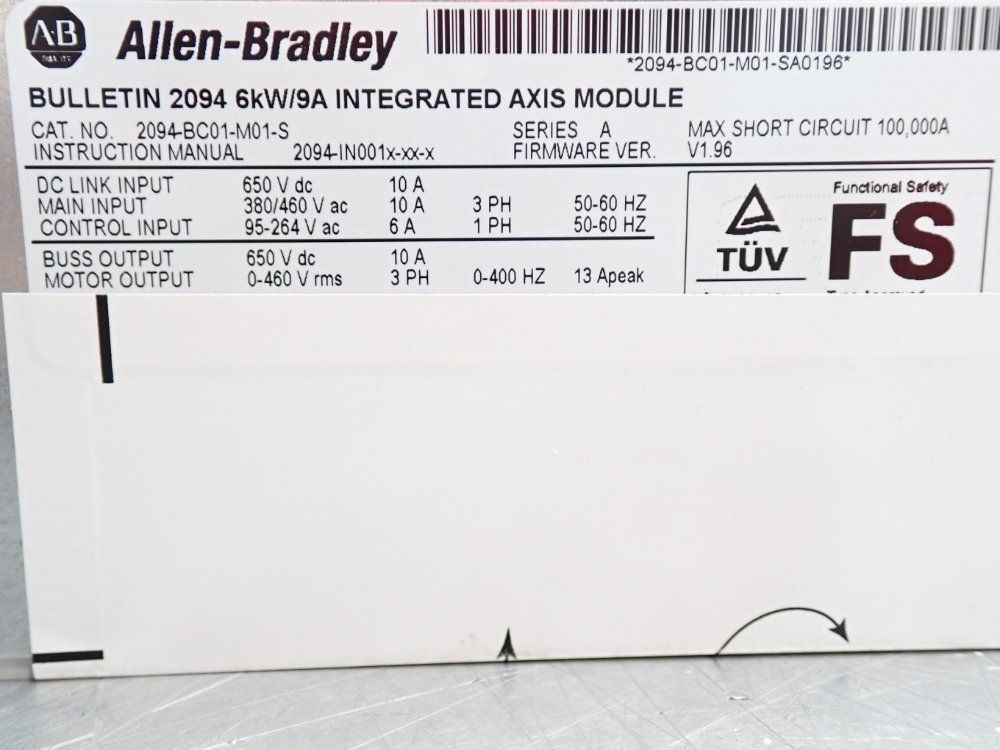 A·B
Allen-Bradley
*2094-BC01-M01-SA0196*
BULLETIN 2094 6kW/9A INTEGRATED AXIS MODULE
CAT. NO. 2094-BC01-M01-S SERIES A MAX SHORT CIRCUIT 100,000A
INSTRUCTION MANUAL 2094-IN001x-xx-x FIRMWARE VER. V1.96
DC LINK INPUT 650 V dc 10 A
MAIN INPUT 380/460 V ac 10 A 3 PH 50-60 HZ
CONTROL INPUT 95-264 V ac 6 A 1 PH 50-60 HZ
BUSS OUTPUT 650 V dc 10 A
MOTOR OUTPUT 0-460 V rms 3 PH 0-400 HZ 13 Apeak
TÜV
Functional Safety
FS